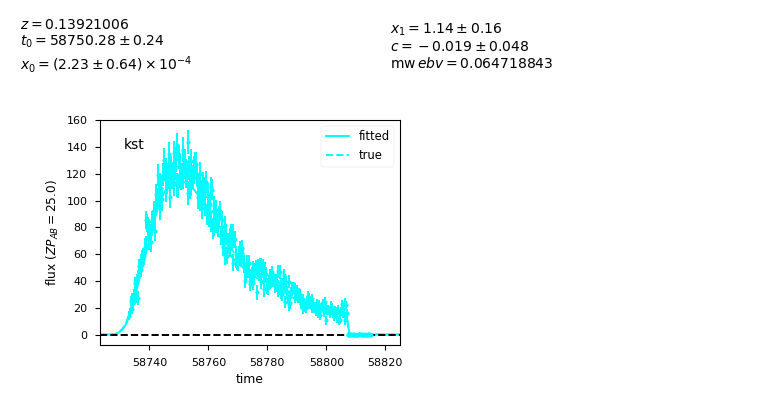 z = 0.13921006
t₀ = 58750.28 ± 0.24
x₀ = (2.23 ± 0.64) × 10⁻⁴
x₁ = 1.14 ± 0.16
c = −0.019 ± 0.048
mw ebv = 0.064718843
kst
fitted
true
160
140
120
100
80
60
40
20
0
flux (ZP_AB = 25.0)
58740 58760 58780 58800 58820
time